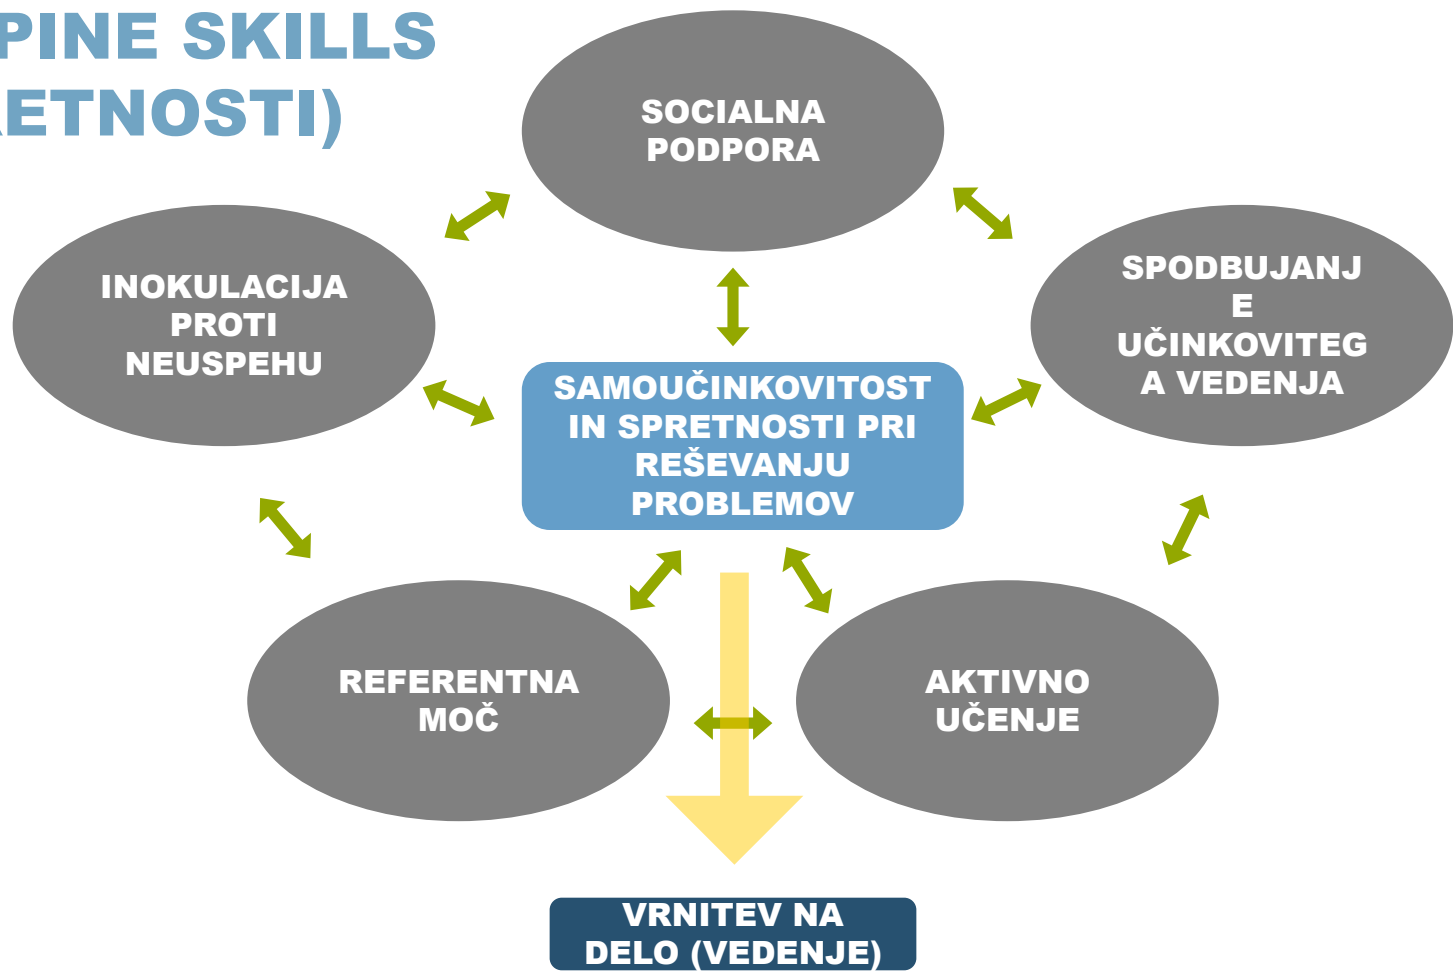 PINE SKILLS
RETNOSTI)
SOCIALNA
PODPORA
INOKULACIJA
PROTI
NEUSPEHU
SPODBUJANJ
E
UČINKOVITEG
A VEDENJA
SAMOUČINKOVITOST
IN SPRETNOSTI PRI
REŠEVANJU
PROBLEMOV
REFERENTNA
MOČ
AKTIVNO
UČENJE
VRNITEV NA
DELO (VEDENJE)